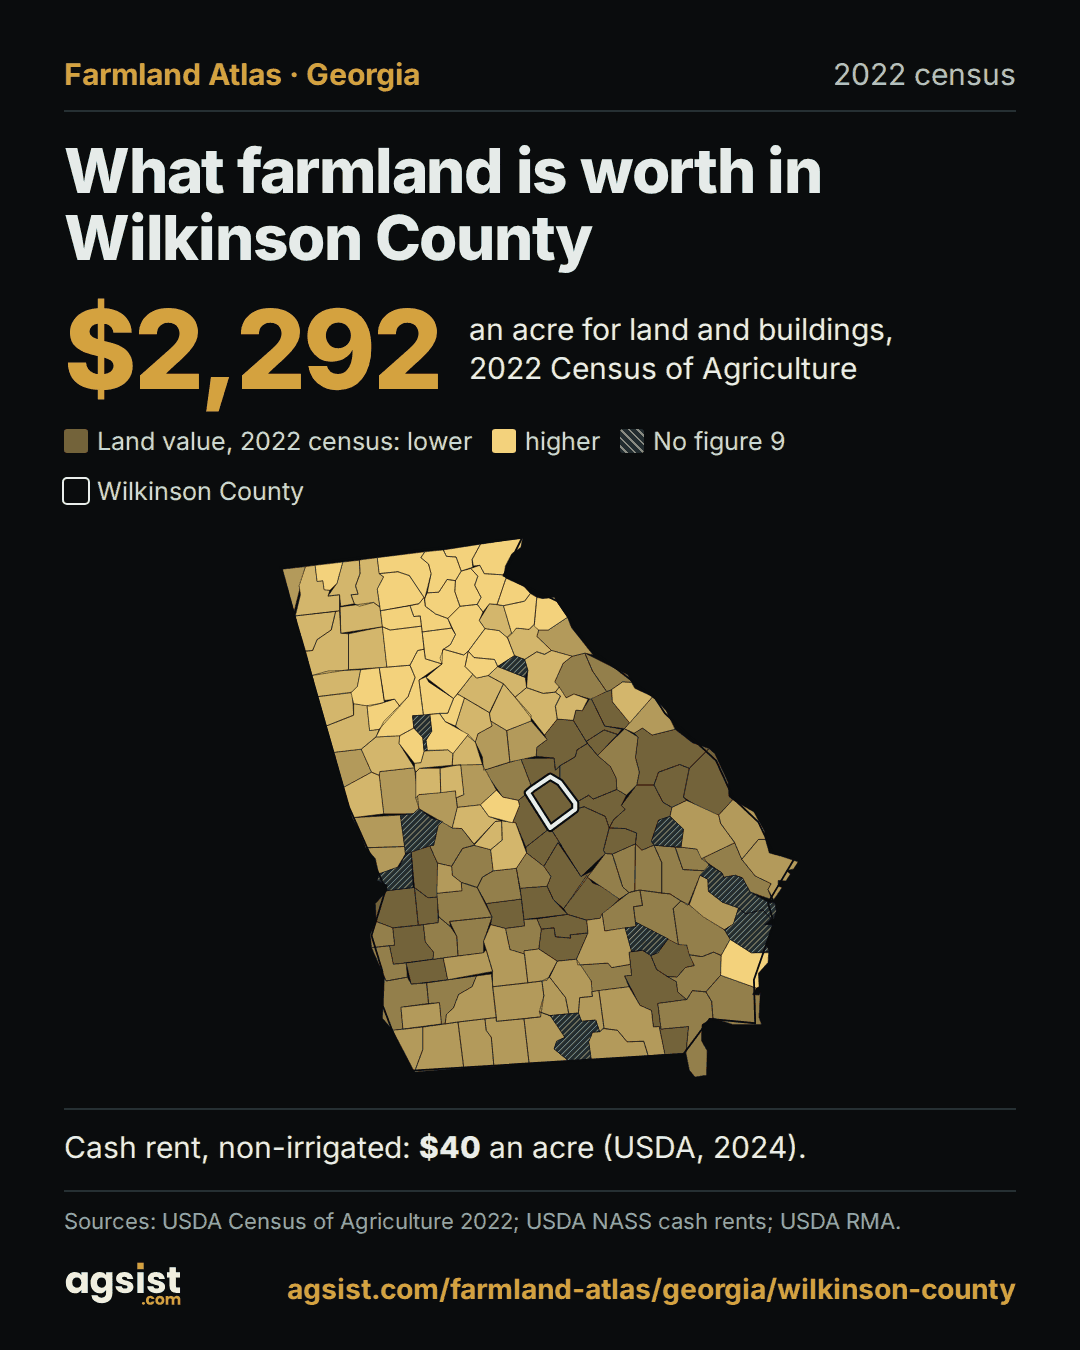 Farmland Atlas · Georgia
2022 census
What farmland is worth in
Wilkinson County
$2,292
an acre for land and buildings,
2022 Census of Agriculture
Land value, 2022 census: lower
higher
No figure 9
Wilkinson County
Cash rent, non-irrigated: $40 an acre (USDA, 2024).
Sources: USDA Census of Agriculture 2022; USDA NASS cash rents; USDA RMA.
agsist
.com
agsist.com/farmland-atlas/georgia/wilkinson-county